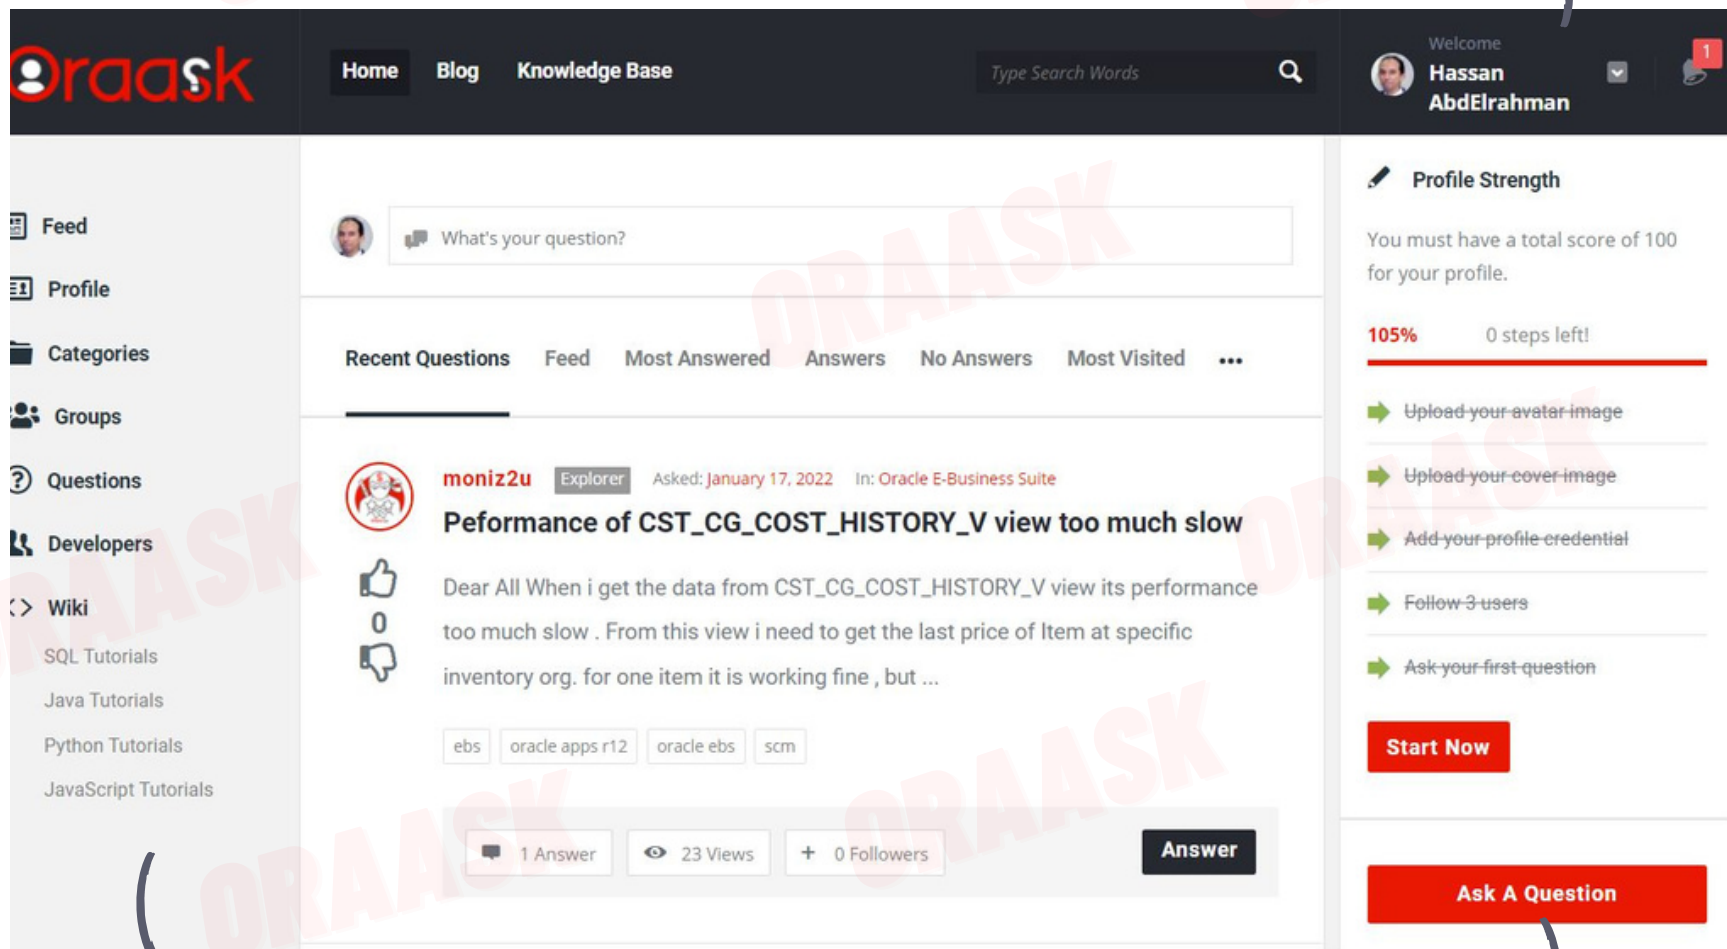 Oraask
Home Blog Knowledge Base
Type Search Words
Welcome
Hassan
AbdElrahman
1
Feed
Profile
Categories
Groups
Questions
Developers
Wiki
SQL Tutorials
Java Tutorials
Python Tutorials
JavaScript Tutorials
What's your question?
Recent Questions Feed Most Answered Answers No Answers Most Visited •••
moniz2u Explorer Asked: January 17, 2022 In: Oracle E-Business Suite
Peformance of CST_CG_COST_HISTORY_V view too much slow
0
Dear All When i get the data from CST_CG_COST_HISTORY_V view its performance
too much slow . From this view i need to get the last price of Item at specific
inventory org. for one item it is working fine , but ...
ebs oracle apps r12 oracle ebs scm
1 Answer 23 Views + 0 Followers Answer
Profile Strength
You must have a total score of 100
for your profile.
105% 0 steps left!
Upload your avatar image
Upload your cover image
Add your profile credential
Follow 3 users
Ask your first question
Start Now
Ask A Question
ORAASK
ORAASK
ORAASK
ORAASK
ORAASK